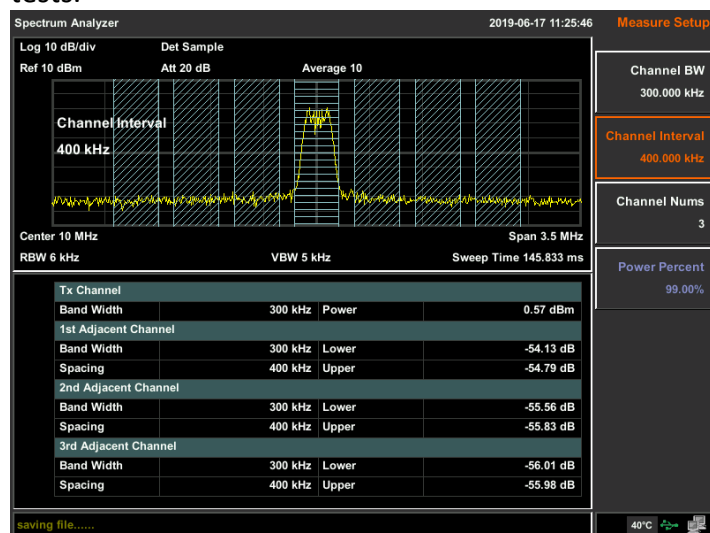 tests.
Spectrum Analyzer 2019-06-17 11:25:46 Measure Setup
Log 10 dB/div Det Sample
Ref 10 dBm Att 20 dB Average 10
Channel Interval
400 kHz
Center 10 MHz Span 3.5 MHz
RBW 6 kHz VBW 5 kHz Sweep Time 145.833 ms
Channel BW
300.000 kHz
Channel Interval
400.000 kHz
Channel Nums
3
Power Percent
99.00%
Tx Channel
Band Width 300 kHz Power 0.57 dBm
1st Adjacent Channel
Band Width 300 kHz Lower -54.13 dB
Spacing 400 kHz Upper -54.79 dB
2nd Adjacent Channel
Band Width 300 kHz Lower -55.56 dB
Spacing 400 kHz Upper -55.83 dB
3rd Adjacent Channel
Band Width 300 kHz Lower -56.01 dB
Spacing 400 kHz Upper -55.98 dB
saving file...... 40°C